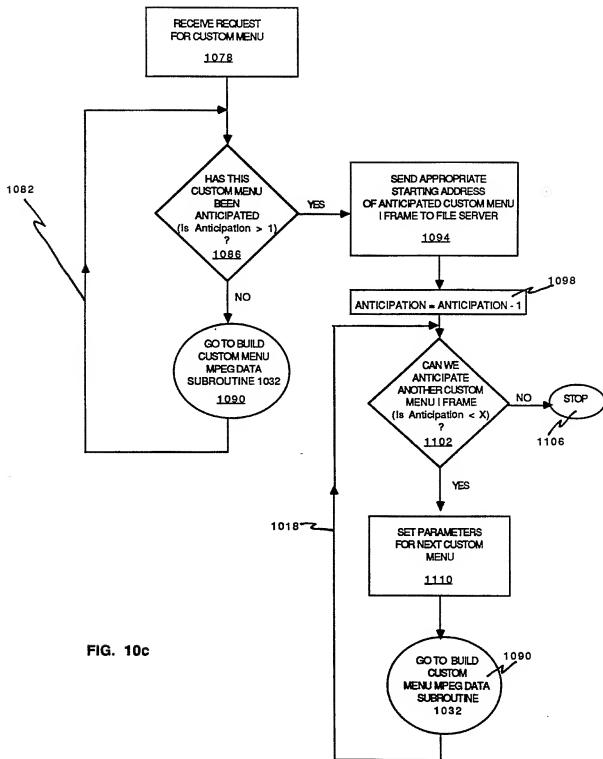 RECEIVE REQUEST
FOR CUSTOM MENU
1078
1082
HAS THIS
CUSTOM MENU
BEEN
ANTICIPATED
(Is Anticipation > 1)
?
1086
YES
SEND APPROPRIATE
STARTING ADDRESS
OF ANTICIPATED CUSTOM MENU
I FRAME TO FILE SERVER
1094
NO
1098
ANTICIPATION = ANTICIPATION - 1
GO TO BUILD
CUSTOM MENU
MPEG DATA
SUBROUTINE 1032
1090
CAN WE
ANTICIPATE
ANOTHER CUSTOM
MENU I FRAME
(Is Anticipation < X)
?
1102
NO
STOP
1106
YES
1018
SET PARAMETERS
FOR NEXT CUSTOM
MENU
1110
FIG. 10c
GO TO BUILD
CUSTOM
MENU MPEG DATA
SUBROUTINE
1032
1090